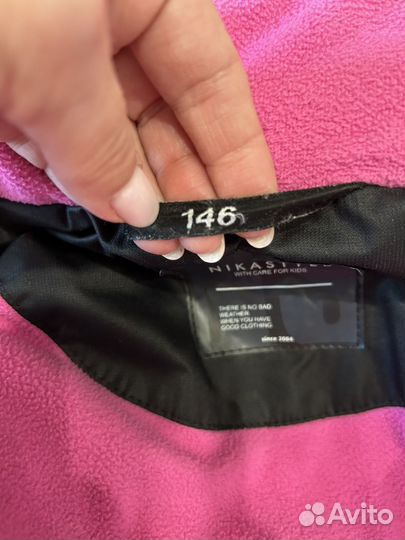 146
NIKASTYLE
WITH CARE FOR KIDS
THERE IS NO BAD
WEATHER,
WHEN YOU HAVE
GOOD CLOTHING
since 2004
Avito